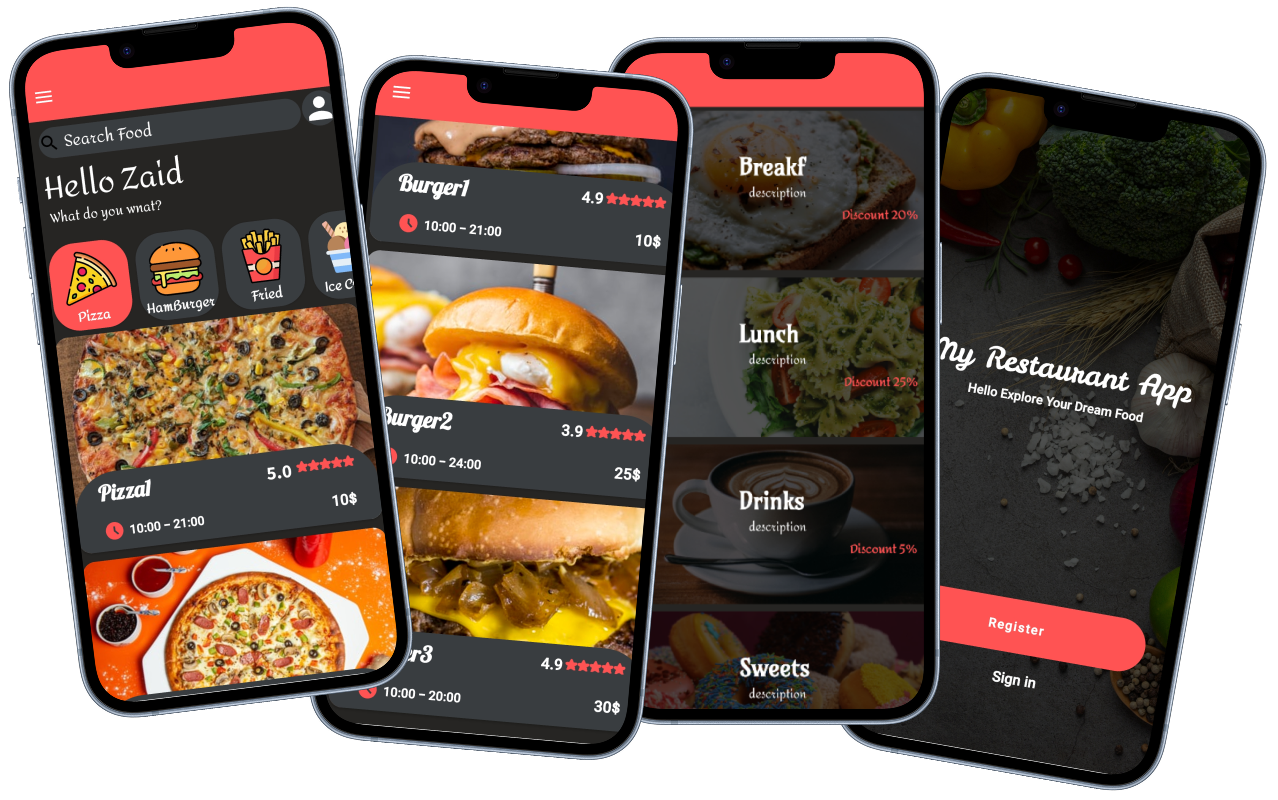 Search Food
Hello Zaid
What do you wnat?
Pizza
HamBurger
Fried
Ice C
Pizza1
5.0
10:00 – 21:00
10$
Burger1
4.9
10:00 – 21:00
10$
Burger2
3.9
10:00 – 24:00
25$
er3
4.9
10:00 – 20:00
30$
Breakf
description
Discount 20%
Lunch
description
Discount 25%
Drinks
description
Discount 5%
Sweets
description
My Restaurant App
Hello Explore Your Dream Food
Register
Sign in